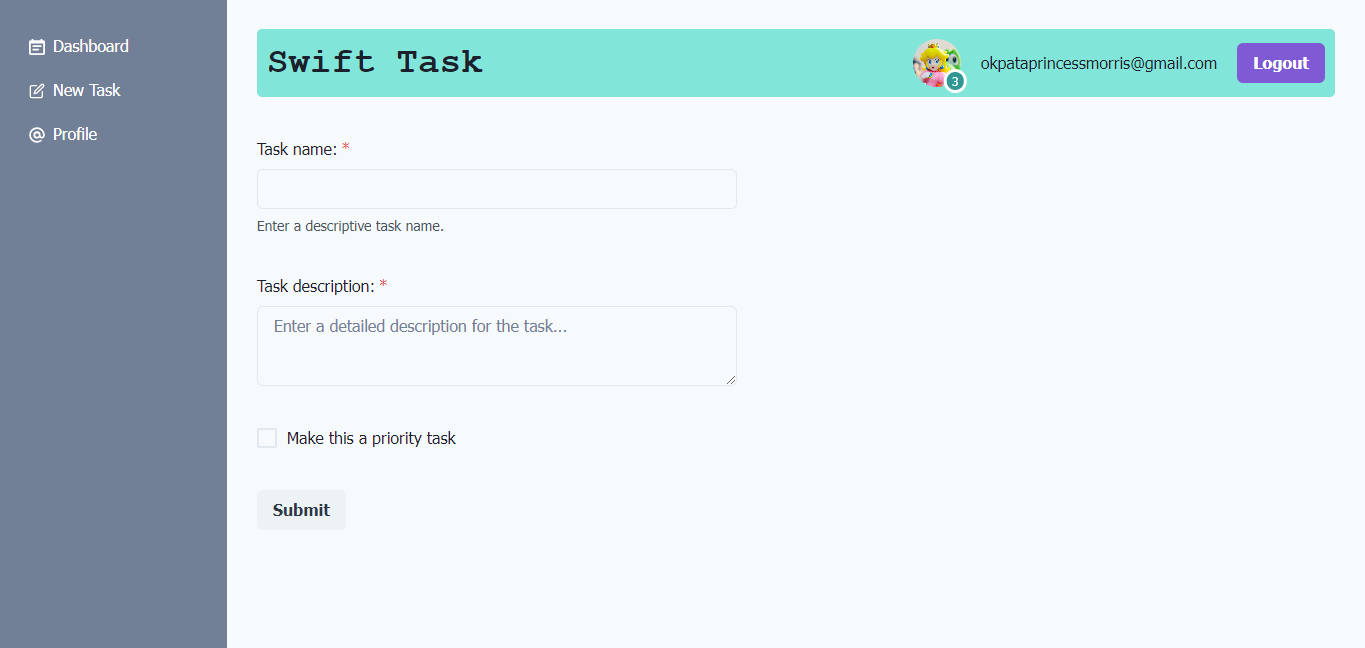 Dashboard
New Task
Profile
Swift Task
3
okpataprincessmorris@gmail.com
Logout
Task name: *
Enter a descriptive task name.
Task description: *
Enter a detailed description for the task...
Make this a priority task
Submit